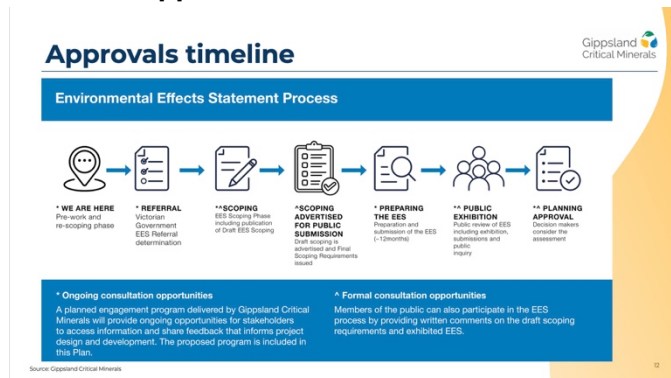 Approvals timeline
Gippsland
Critical Minerals
Environmental Effects Statement Process
* WE ARE HERE
Pre-work and
re-scoping phase
* REFERRAL
Victorian
Government
EES Referral
determination
*^SCOPING
EES Scoping Phase
including publication
of Draft EES Scoping
^SCOPING
ADVERTISED
FOR PUBLIC
SUBMISSION
Draft scoping is
advertised and Final
Scoping Requirements
issued
* PREPARING
THE EES
Preparation and
submission of the EES
(~12months)
*^ PUBLIC
EXHIBITION
Public review of EES
including exhibition,
submissions and
public
inquiry
*^ PLANNING
APPROVAL
Decision makers
consider the
assessment
* Ongoing consultation opportunities
A planned engagement program delivered by Gippsland Critical
Minerals will provide ongoing opportunities for stakeholders
to access information and share feedback that informs project
design and development. The proposed program is included in
this Plan.
^ Formal consultation opportunities
Members of the public can also participate in the EES
process by providing written comments on the draft scoping
requirements and exhibited EES.
Source: Gippsland Critical Minerals